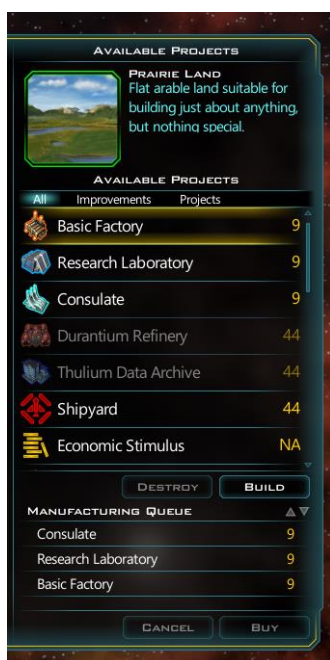 Available Projects
Prairie Land
Flat arable land suitable for
building just about anything,
but nothing special.
Available Projects
All Improvements Projects
Basic Factory 9
Research Laboratory 9
Consulate 9
Durantium Refinery 44
Thulium Data Archive 44
Shipyard 44
Economic Stimulus NA
Destroy Build
Manufacturing Queue
Consulate 9
Research Laboratory 9
Basic Factory 9
Cancel Buy